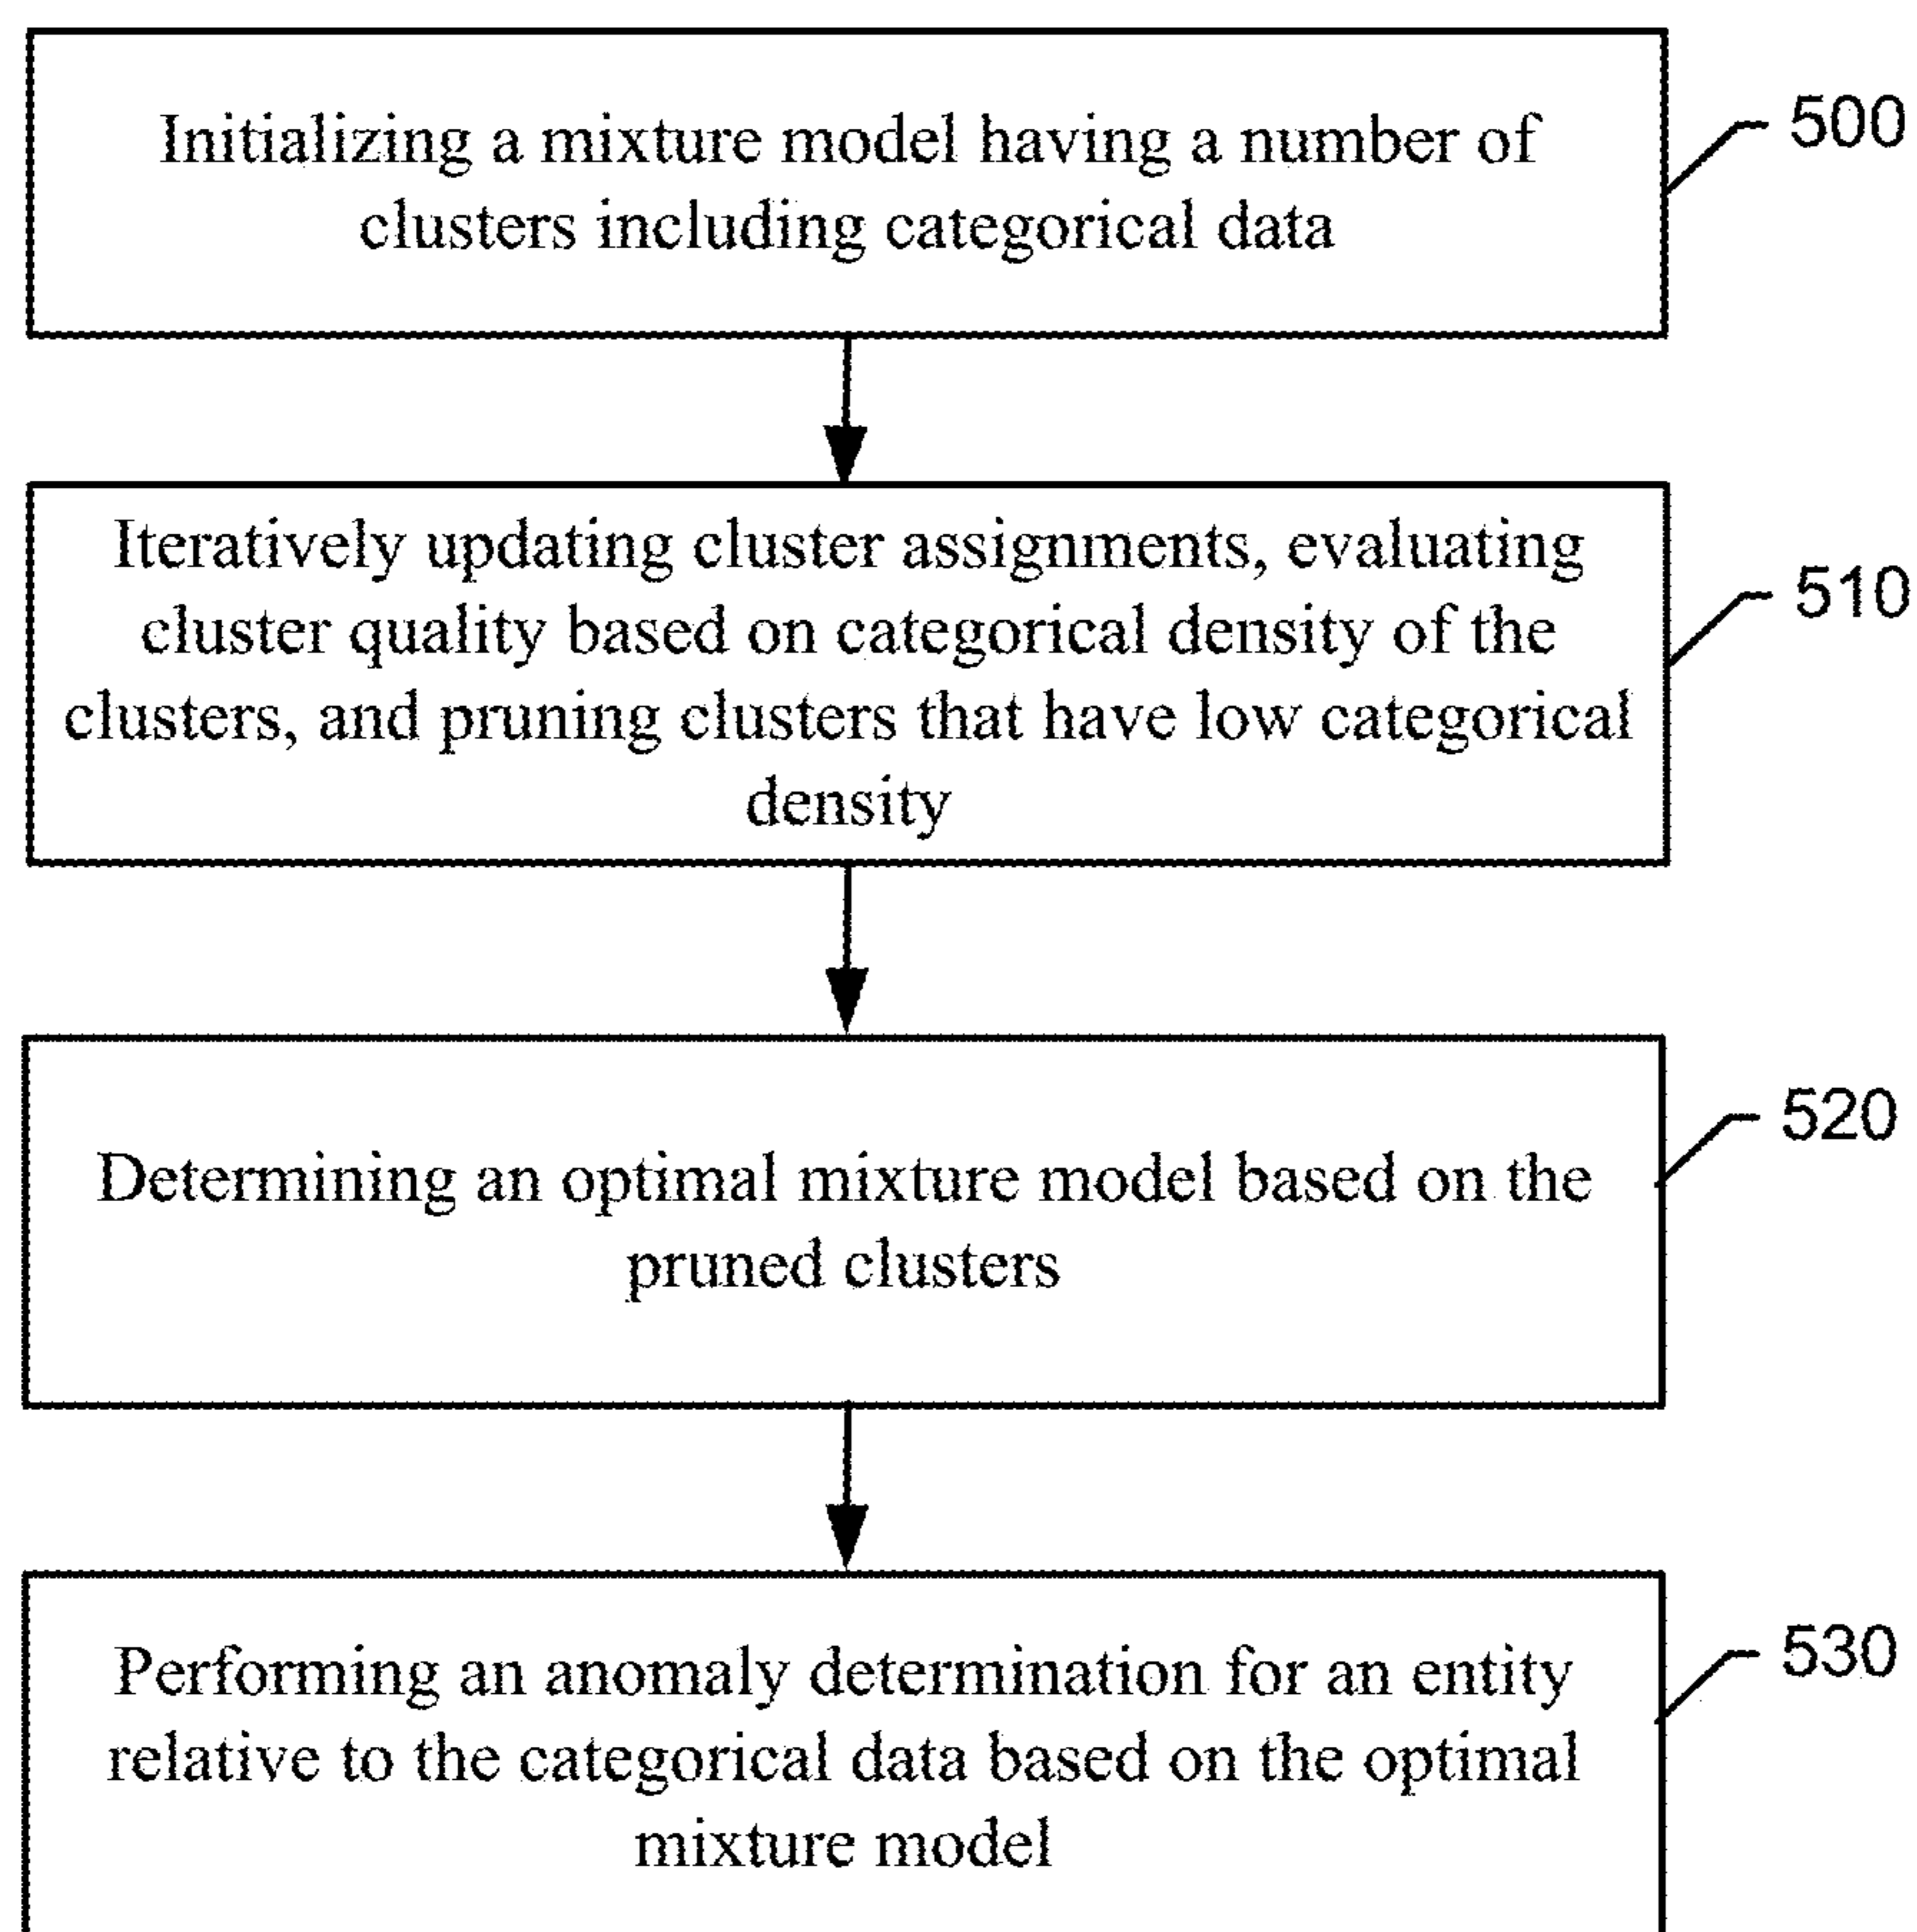 Initializing a mixture model having a number of
clusters including categorical data
500
Iteratively updating cluster assignments, evaluating
cluster quality based on categorical density of the
clusters, and pruning clusters that have low categorical
density
510
Determining an optimal mixture model based on the
pruned clusters
520
Performing an anomaly determination for an entity
relative to the categorical data based on the optimal
mixture model
530